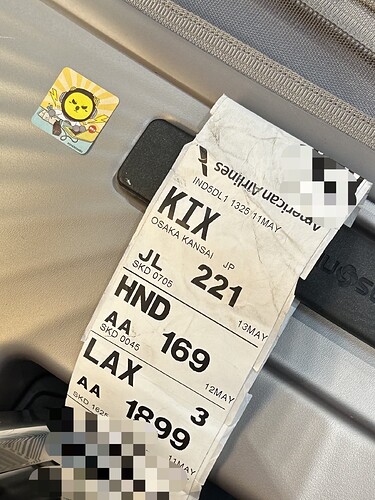 American Airlines
IND5DL1 1325 11MAY
KIX
OSAKA KANSAI JP
JL 221
SKD 0705 13MAY
HND
AA 169
SKD 0045 12MAY
LAX 3
AA 1899
11MAY